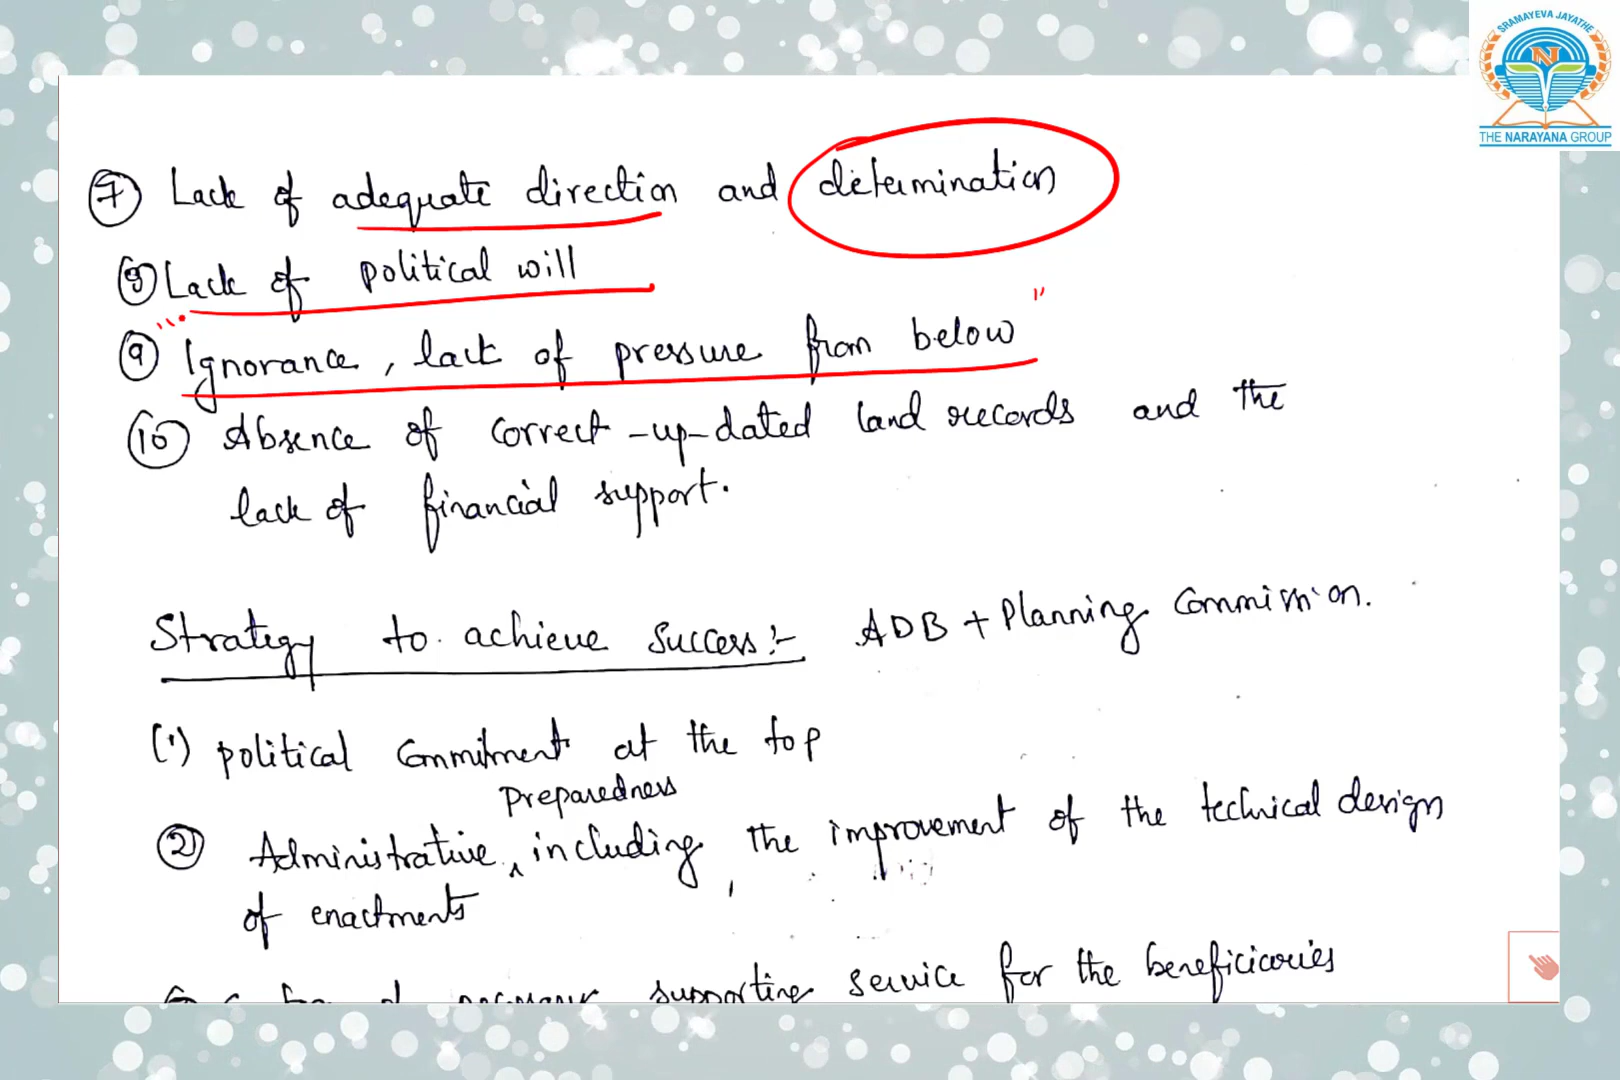 SRAMAYEVA JAYATHE
N
THE NARAYANA GROUP
7 Lack of adequate direction and determination
8 Lack of political will
9 "Ignorance, lack of pressure from below"
10 Absence of correct-up-dated land records and the
lack of financial support.
Strategy to achieve success:- ADB + Planning Commission.
(1) political Commitment at the top
preparedness
2 Administrative ^ including, the improvement of the technical design
of enactments
supporting service for the beneficiaries